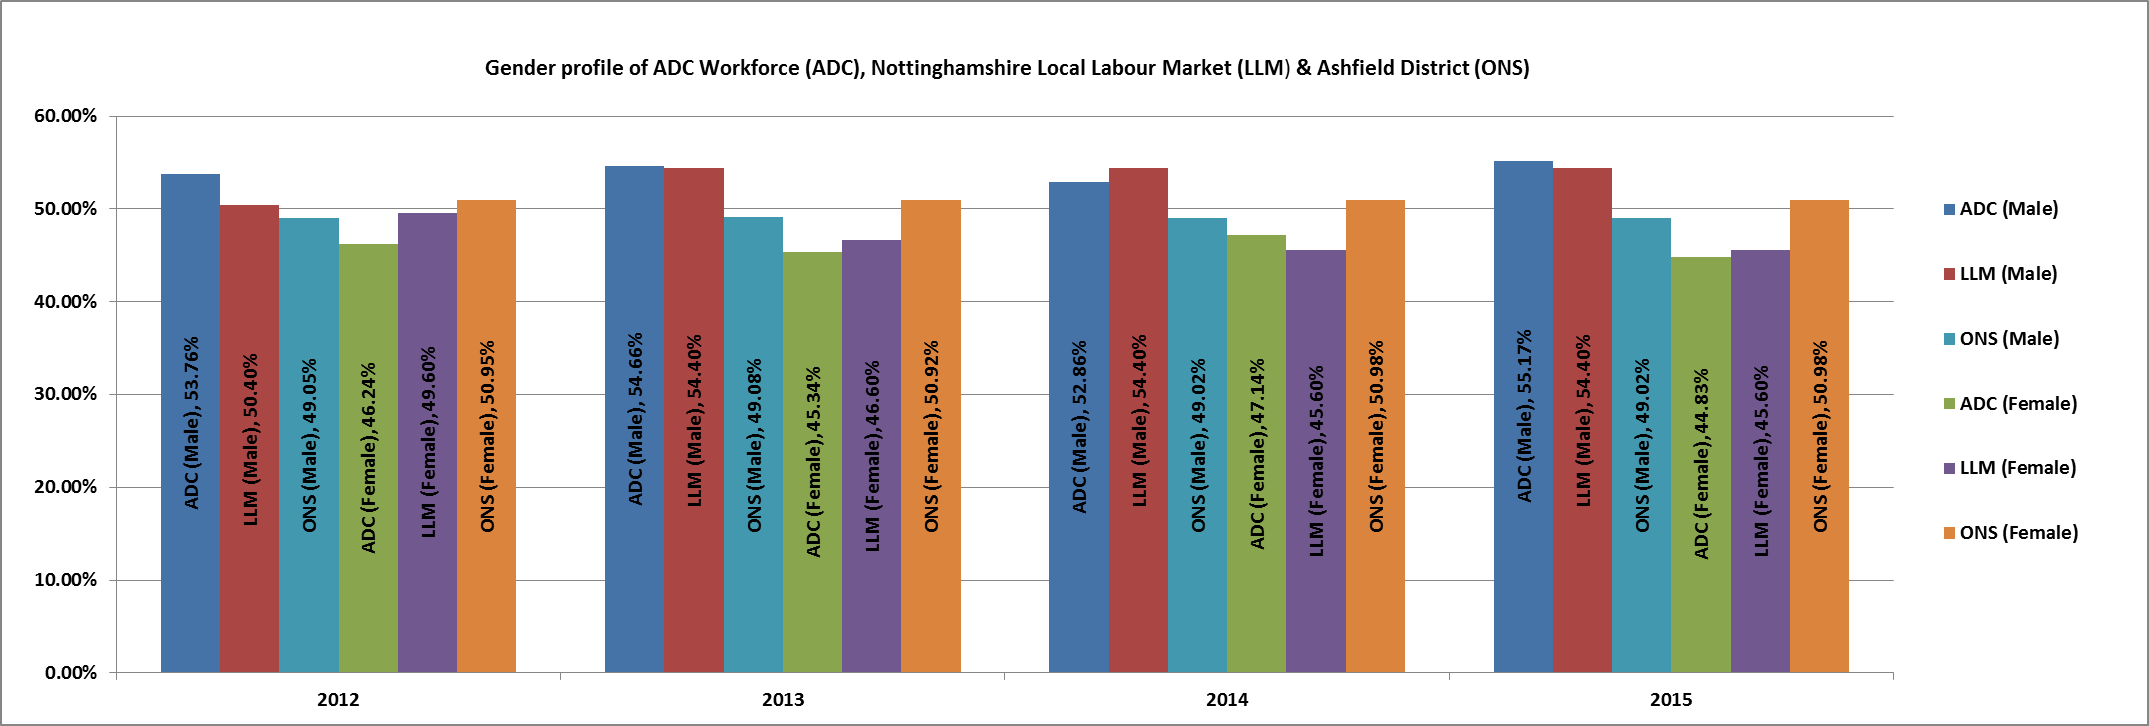 Gender profile of ADC Workforce (ADC), Nottinghamshire Local Labour Market (LLM) & Ashfield District (ONS)
60.00%
50.00%
40.00%
30.00%
20.00%
10.00%
0.00%
ADC (Male), 53.76%
LLM (Male), 50.40%
ONS (Male), 49.05%
ADC (Female),46.24%
LLM (Female),49.60%
ONS (Female), 50.95%
ADC (Male), 54.66%
LLM (Male), 54.40%
ONS (Male), 49.08%
ADC (Female),45.34%
LLM (Female),46.60%
ONS (Female), 50.92%
ADC (Male), 52.86%
LLM (Male), 54.40%
ONS (Male), 49.02%
ADC (Female),47.14%
LLM (Female),45.60%
ONS (Female), 50.98%
ADC (Male), 55.17%
LLM (Male), 54.40%
ONS (Male), 49.02%
ADC (Female),44.83%
LLM (Female),45.60%
ONS (Female), 50.98%
2012
2013
2014
2015
ADC (Male)
LLM (Male)
ONS (Male)
ADC (Female)
LLM (Female)
ONS (Female)